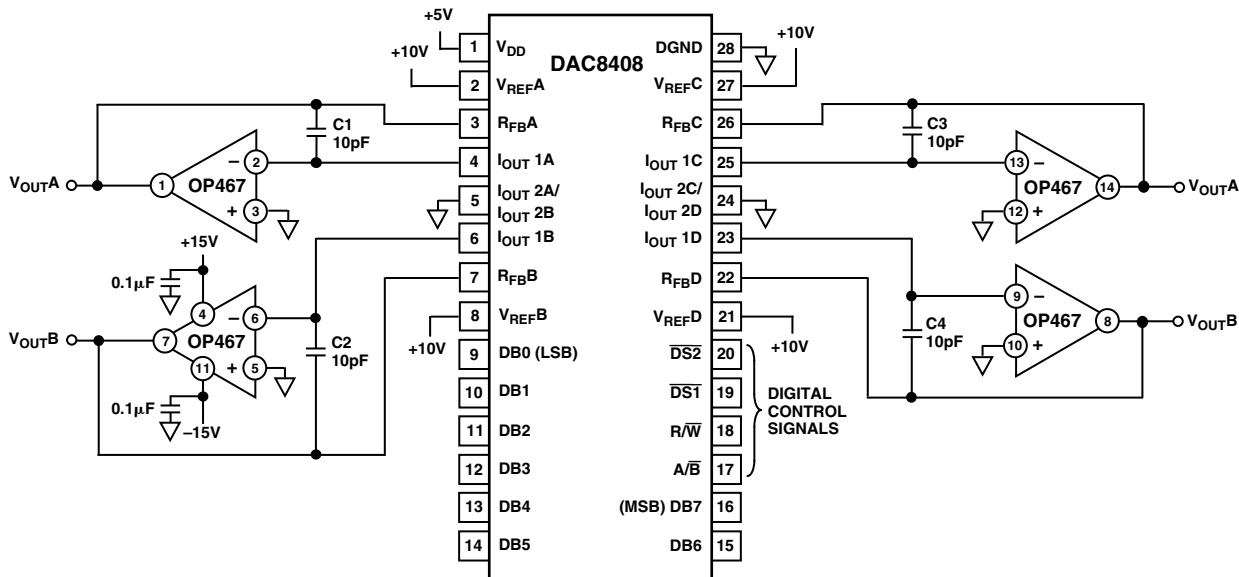 +5V
+10V
1 VDD
2 VREFA
3 RFBA
4 IOUT 1A
5 IOUT 2A/
IOUT 2B
6 IOUT 1B
7 RFBB
8 VREFB
+10V
9 DB0 (LSB)
10 DB1
11 DB2
12 DB3
13 DB4
14 DB5
DAC8408
DGND 28
+10V
VREFC 27
RFBC 26
IOUT 1C 25
IOUT 2C/
IOUT 2D 24
IOUT 1D 23
RFBD 22
VREFD 21
+10V
DS2 20
DS1 19
R/W 18
A/B 17
(MSB) DB7 16
DB6 15
DIGITAL
CONTROL
SIGNALS
C1
10pF
VOUTA
1 OP467
− 2
+ 3
+15V
0.1µF
4
VOUTB
7 OP467
− 6
+ 5
11
0.1µF
−15V
C2
10pF
C3
10pF
13 −
OP467 14
12 +
VOUTA
9 −
OP467 8
10 +
VOUTB
C4
10pF